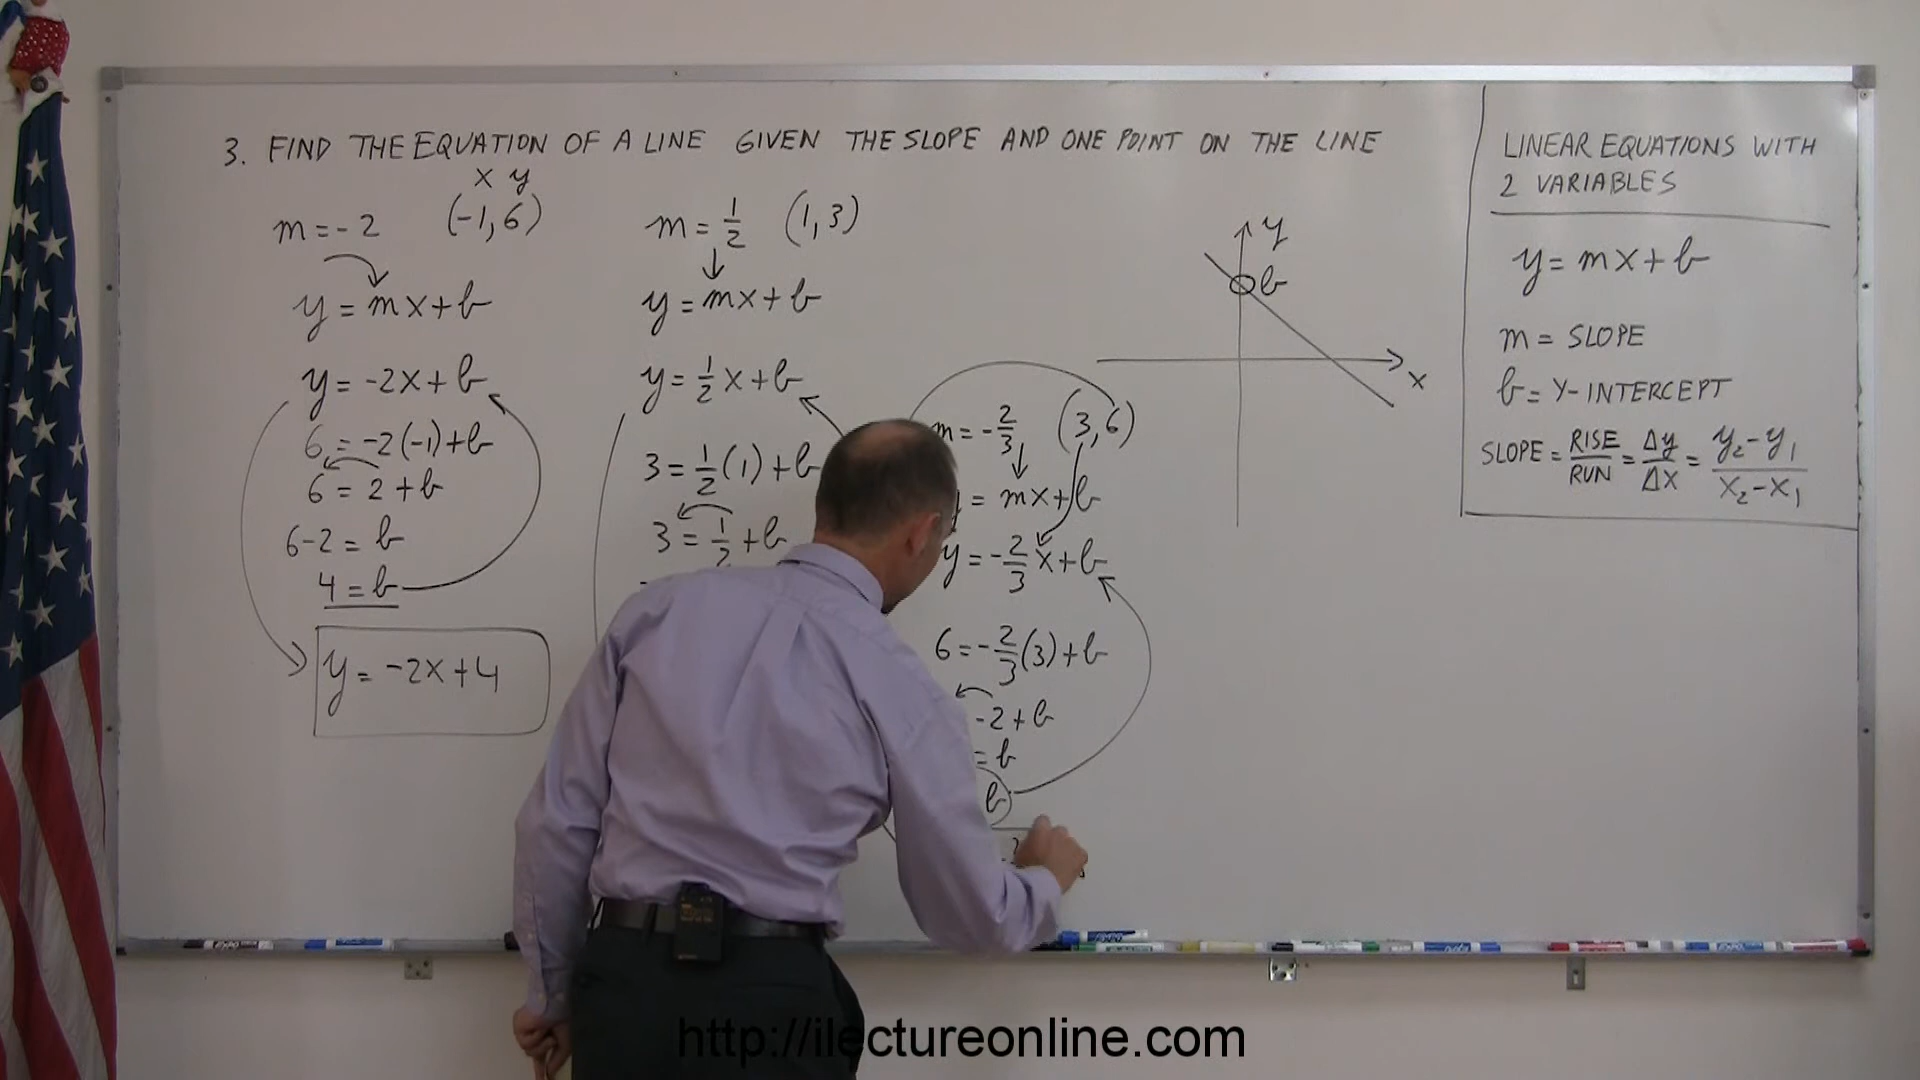 3. FIND THE EQUATION OF A LINE GIVEN THE SLOPE AND ONE POINT ON THE LINE
x y
m = -2 (-1, 6)
y = mx + b
y = -2x + b
6 = -2(-1) + b
6 = 2 + b
6-2 = b
4 = b
y = -2x + 4
m = 1/2 (1, 3)
y = mx + b
y = 1/2 x + b
3 = 1/2 (1) + b
3 = 1/2 + b
m = -2/3 (3, 6)
y = mx + b
y = -2/3 x + b
6 = -2/3 (3) + b
-2 + b
= b
b
y
b
x
LINEAR EQUATIONS WITH
2 VARIABLES
y = mx + b
m = SLOPE
b = Y-INTERCEPT
SLOPE = RISE/RUN = Δy/Δx = y₂-y₁/x₂-x₁
http://ilectureonline.com